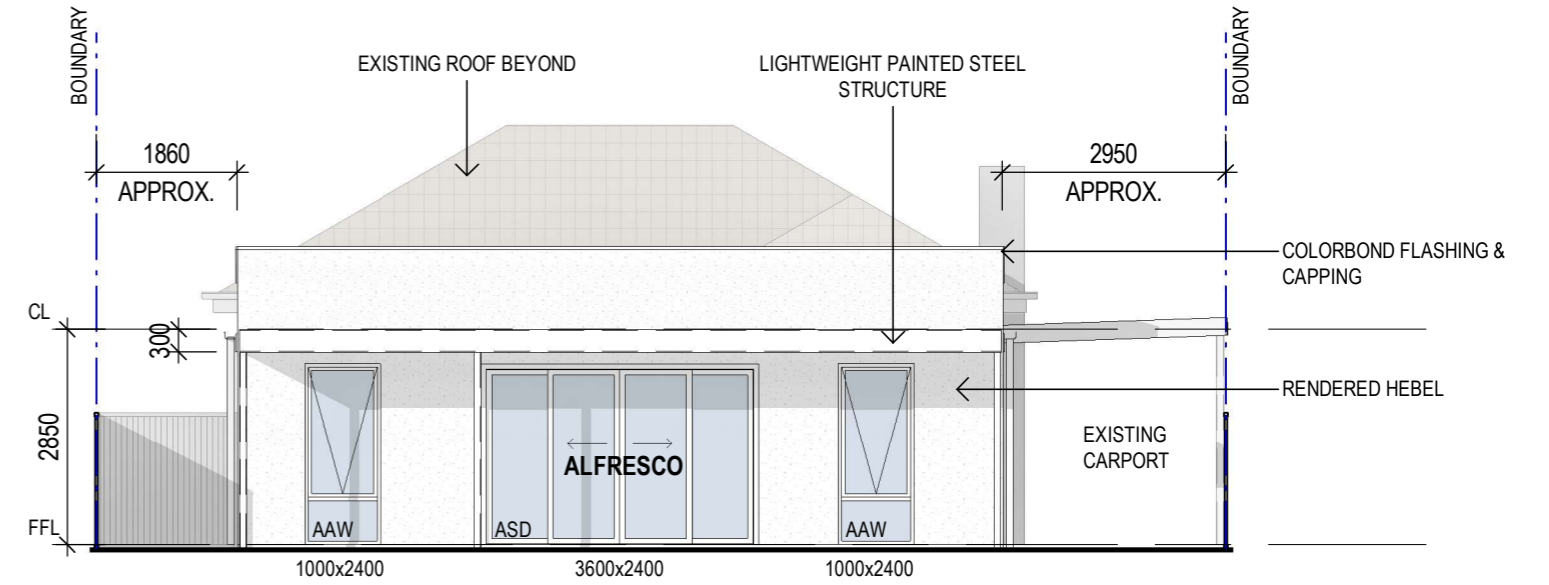 BOUNDARY
BOUNDARY
EXISTING ROOF BEYOND
LIGHTWEIGHT PAINTED STEEL
STRUCTURE
1860
APPROX.
2950
APPROX.
COLORBOND FLASHING &
CAPPING
CL
300
RENDERED HEBEL
2850
EXISTING
CARPORT
ALFRESCO
FFL
AAW
ASD
AAW
1000x2400
3600x2400
1000x2400